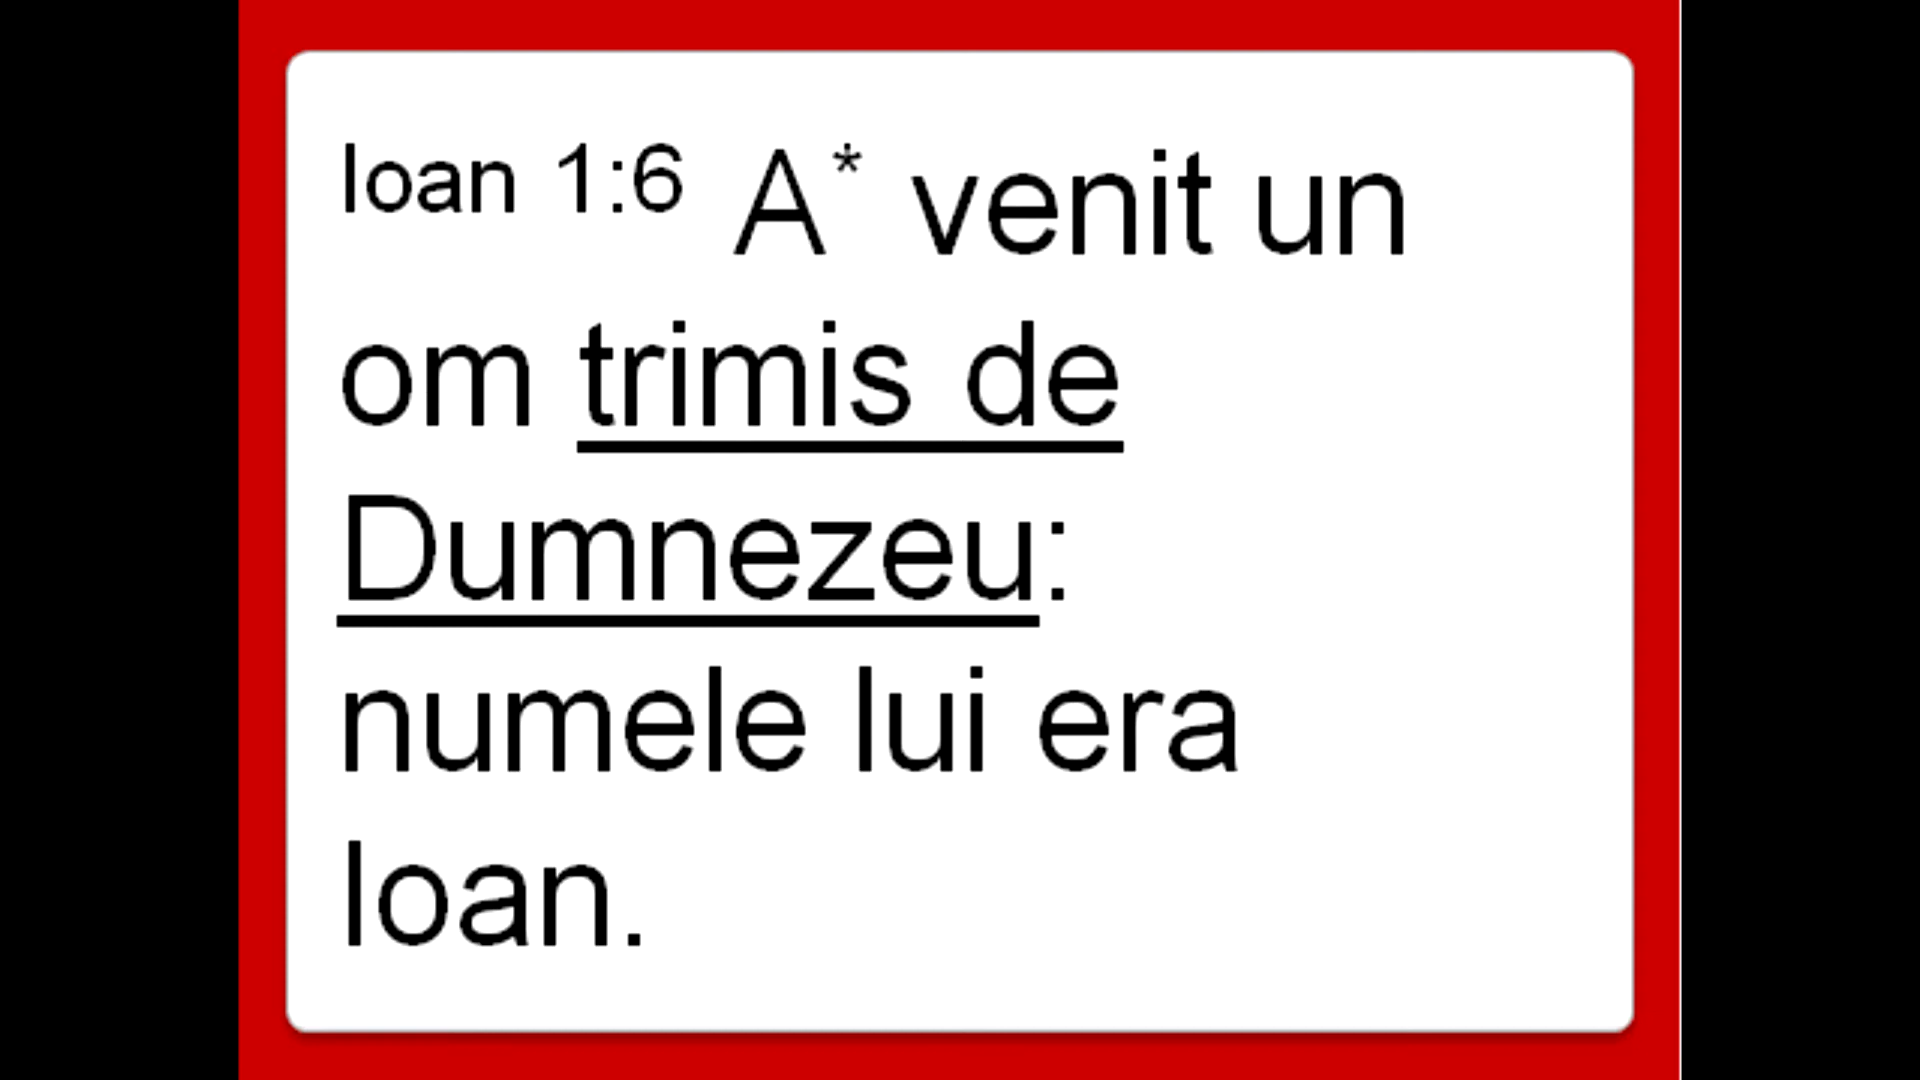 Ioan 1:6 A* venit un
om trimis de
Dumnezeu:
numele lui era
Ioan.